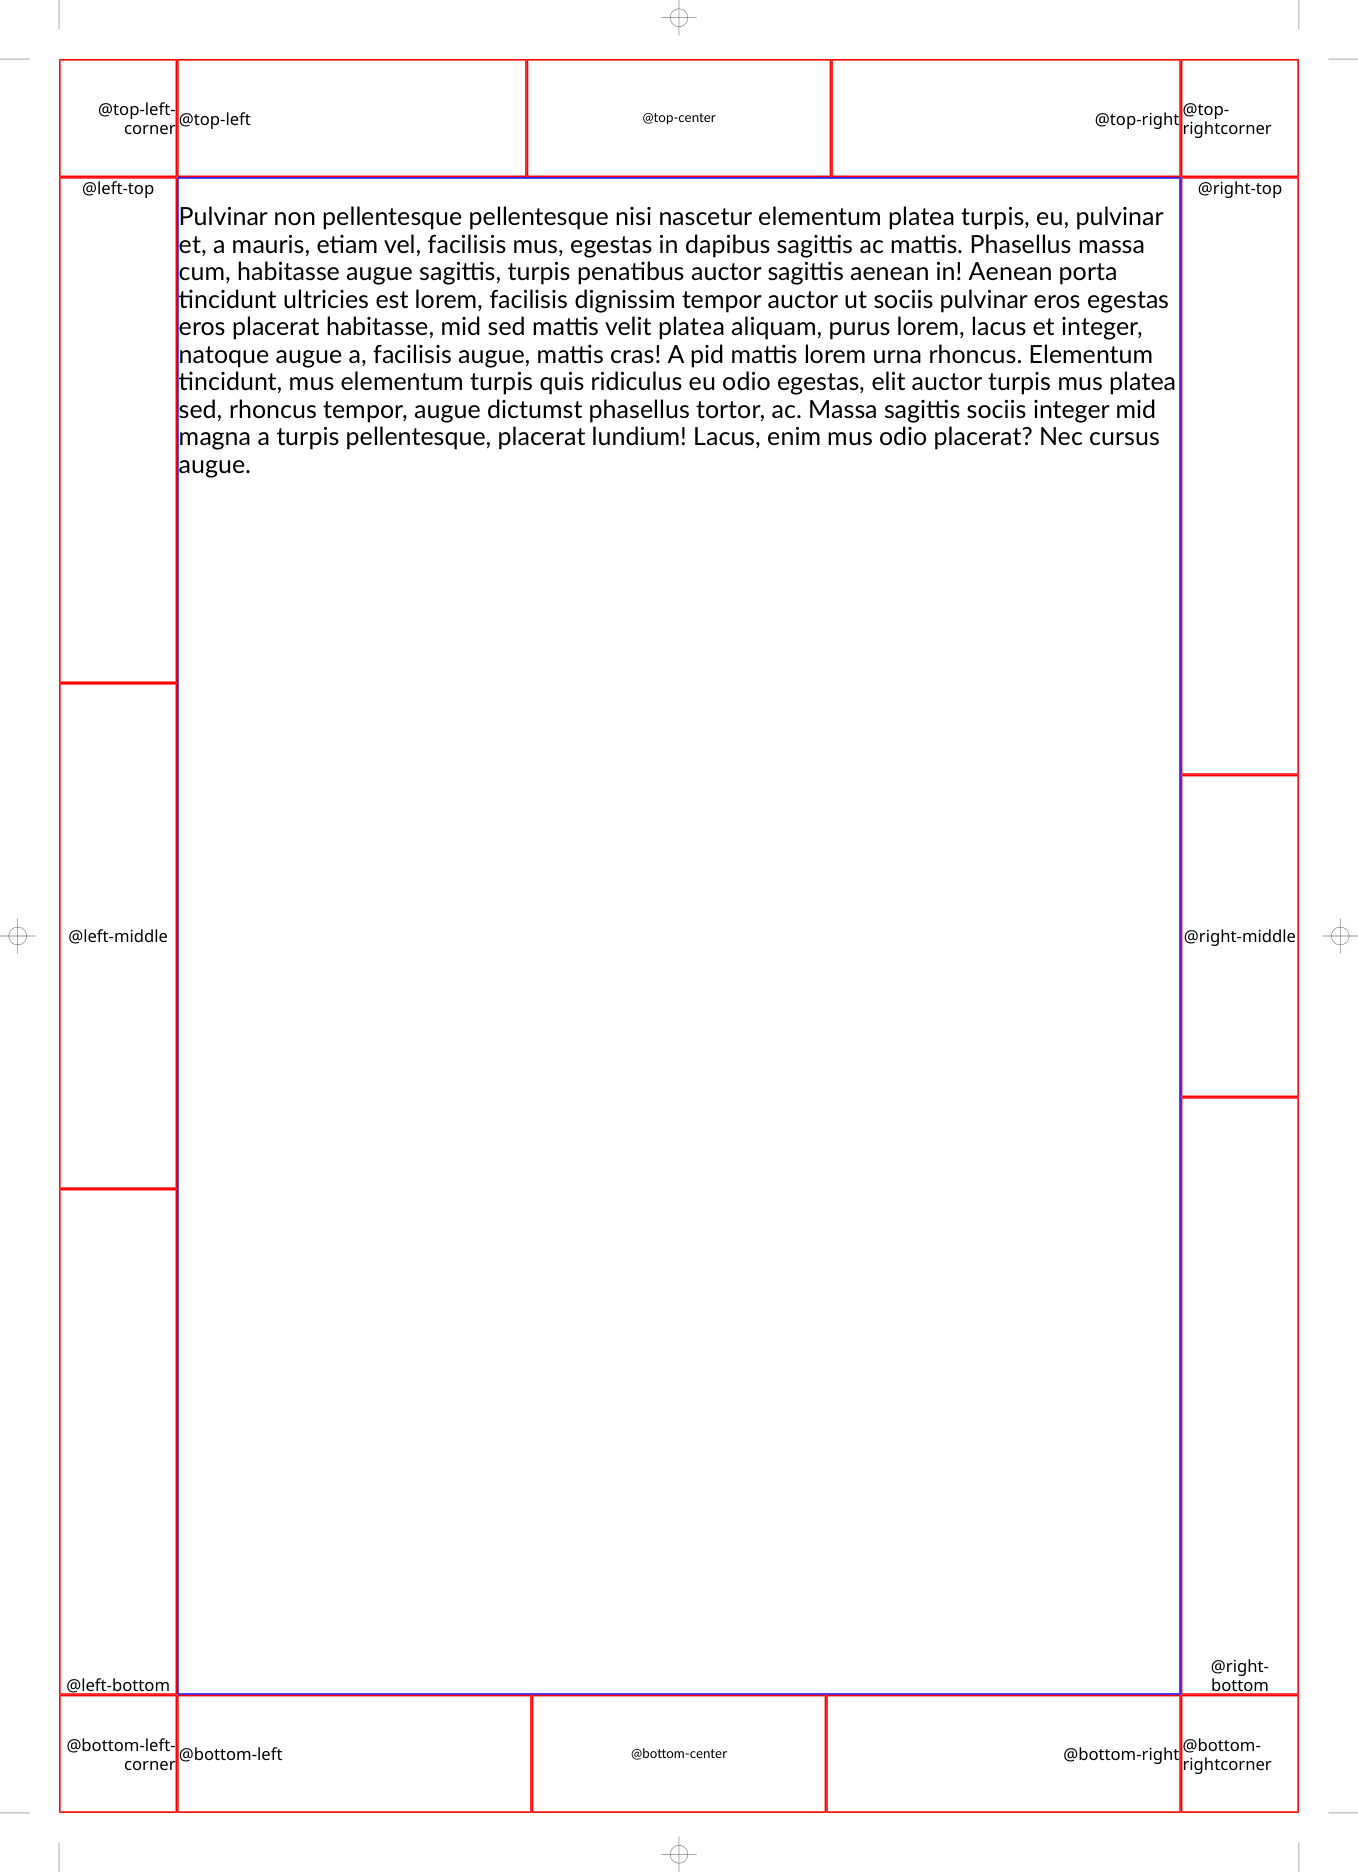 @top-left-
corner
@top-left
@top-center
@top-right
@top-
rightcorner
@left-top
@right-top
Pulvinar non pellentesque pellentesque nisi nascetur elementum platea turpis, eu, pulvinar
et, a mauris, etiam vel, facilisis mus, egestas in dapibus sagittis ac mattis. Phasellus massa
cum, habitasse augue sagittis, turpis penatibus auctor sagittis aenean in! Aenean porta
tincidunt ultricies est lorem, facilisis dignissim tempor auctor ut sociis pulvinar eros egestas
eros placerat habitasse, mid sed mattis velit platea aliquam, purus lorem, lacus et integer,
natoque augue a, facilisis augue, mattis cras! A pid mattis lorem urna rhoncus. Elementum
tincidunt, mus elementum turpis quis ridiculus eu odio egestas, elit auctor turpis mus platea
sed, rhoncus tempor, augue dictumst phasellus tortor, ac. Massa sagittis sociis integer mid
magna a turpis pellentesque, placerat lundium! Lacus, enim mus odio placerat? Nec cursus
augue.
@left-middle
@right-middle
@left-bottom
@right-
bottom
@bottom-left-
corner
@bottom-left
@bottom-center
@bottom-right
@bottom-
rightcorner